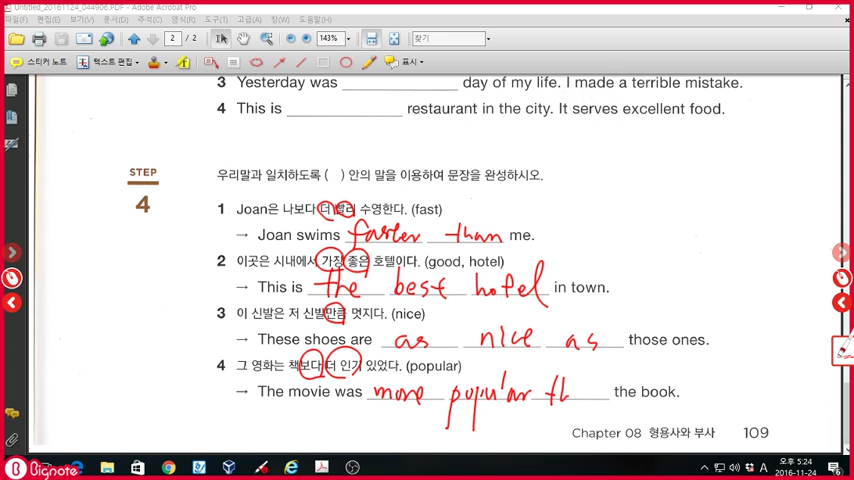 Untitled_20161124_044906.PDF - Adobe Acrobat Pro
파일(F) 편집(E) 보기(V) 문서(D) 주석(C) 양식(R) 도구(T) 고급(A) 창(W) 도움말(H)
2 / 2 143% 찾기
스티커 노트 텍스트 편집 표시
3 Yesterday was ____________ day of my life. I made a terrible mistake.
4 This is ____________ restaurant in the city. It serves excellent food.
STEP 4
우리말과 일치하도록 ( ) 안의 말을 이용하여 문장을 완성하시오.
1 Joan은 나보다 더 빨리 수영한다. (fast)
→ Joan swims faster than me.
2 이곳은 시내에서 가장 좋은 호텔이다. (good, hotel)
→ This is the best hotel in town.
3 이 신발은 저 신발만큼 멋지다. (nice)
→ These shoes are as nice as those ones.
4 그 영화는 책보다 더 인기 있었다. (popular)
→ The movie was more popular th the book.
Chapter 08 형용사와 부사 109
Bignote
A 오후 5:24
2016-11-24